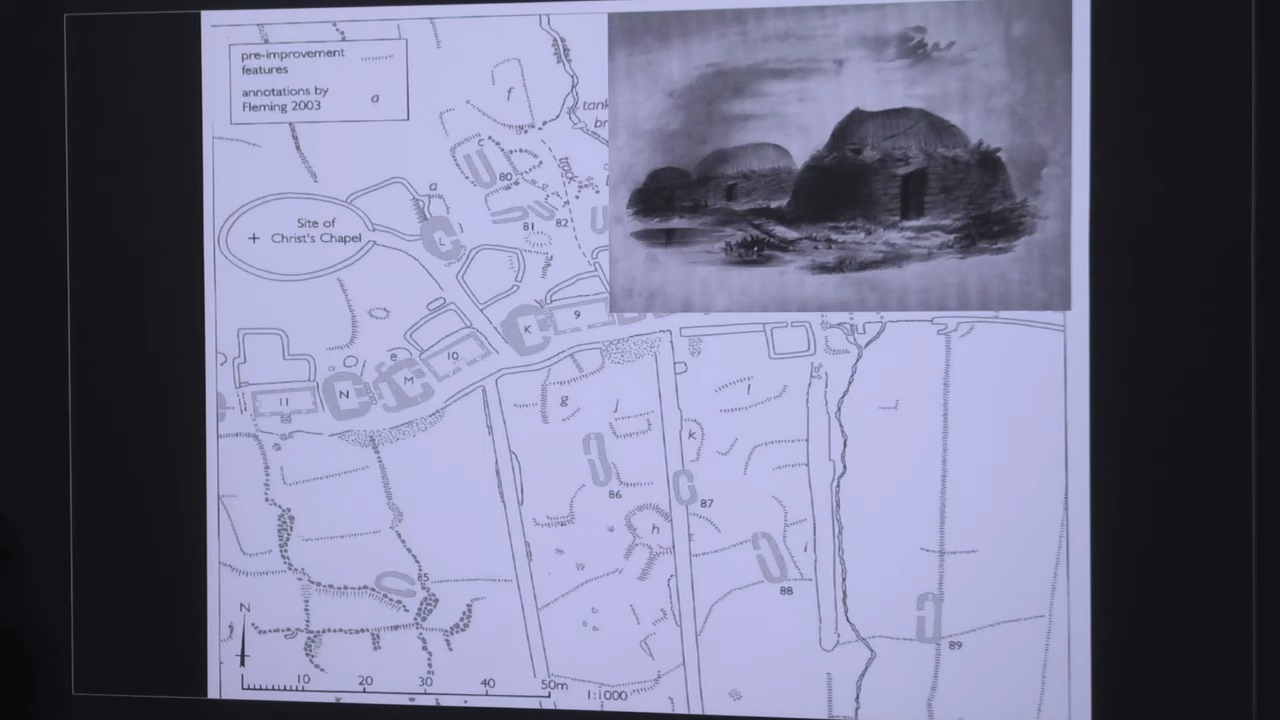 pre-improvement
features
annotations by
Fleming 2003
a
f
tank
c
80
track
a
81
82
Site of
Christ's Chapel
L
K
9
e
10
M
N
11
g
j
l
k
86
87
h
i
88
85
89
N
10
20
30
40
50m
1:1000